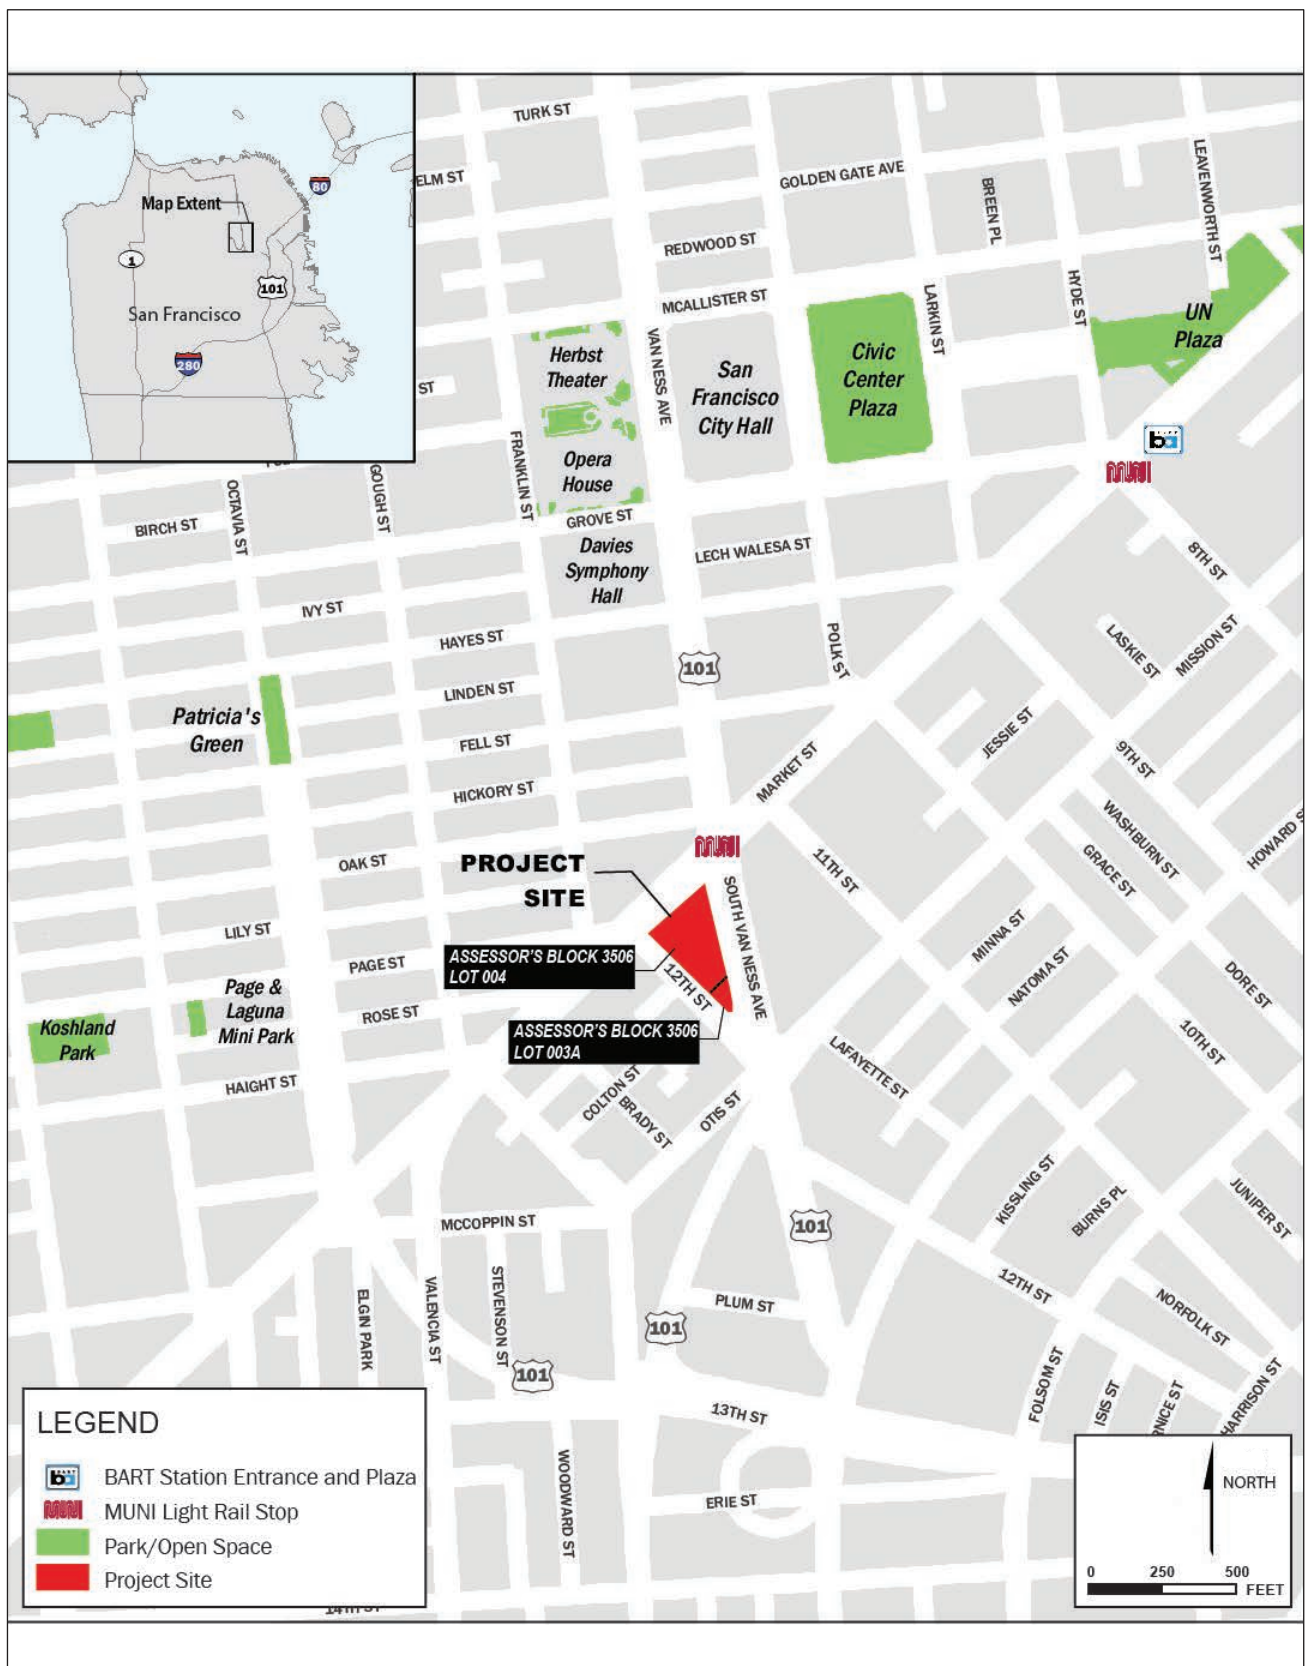 TURK ST
ELM ST
GOLDEN GATE AVE
LEAVENWORTH ST
BREEN PL
80
Map Extent
1
101
San Francisco
280
REDWOOD ST
MCALLISTER ST
HYDE ST
LARKIN ST
UN
Plaza
VAN NESS AVE
Herbst
Theater
San
Francisco
City Hall
Civic
Center
Plaza
ST
ba
MUNI
FRANKLIN ST
Opera
House
GOUGH ST
OCTAVIA ST
BIRCH ST
GROVE ST
Davies
Symphony
Hall
LECH WALESA ST
8TH ST
IVY ST
HAYES ST
POLK ST
LASKIE ST
MISSION ST
101
LINDEN ST
Patricia's
Green
FELL ST
JESSIE ST
9TH ST
MARKET ST
HICKORY ST
WASHBURN ST
HOWARD S
MUNI
OAK ST
PROJECT
SITE
11TH ST
GRACE ST
SOUTH VAN NESS AVE
LILY ST
MINNA ST
PAGE ST
ASSESSOR'S BLOCK 3506
LOT 004
12TH ST
NATOMA ST
DORE ST
Page &
Laguna
Mini Park
ROSE ST
Koshland
Park
ASSESSOR'S BLOCK 3506
LOT 003A
10TH ST
LAFAYETTE ST
HAIGHT ST
COLTON ST
BRADY ST
OTIS ST
KISSLING ST
BURNS PL
JUNIPER ST
MCCOPPIN ST
101
12TH ST
ELGIN PARK
VALENCIA ST
STEVENSON ST
PLUM ST
NORFOLK ST
101
101
FOLSOM ST
ISIS ST
RNICE ST
HARRISON ST
13TH ST
WOODWARD ST
ERIE ST
LEGEND
ba BART Station Entrance and Plaza
MUNI MUNI Light Rail Stop
Park/Open Space
Project Site
14TH ST
NORTH
0 250 500
FEET